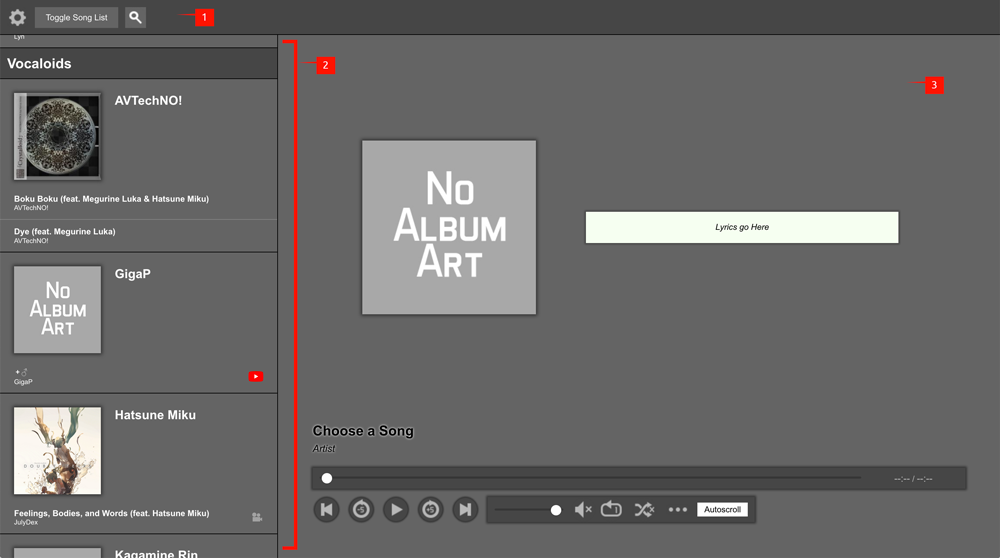 Toggle Song List
1
Lyn
Vocaloids
2
3
AVTechNO!
Boku Boku (feat. Megurine Luka & Hatsune Miku)
AVTechNO!
Dye (feat. Megurine Luka)
AVTechNO!
GigaP
No
Album
Art
GigaP
Hatsune Miku
Feelings, Bodies, and Words (feat. Hatsune Miku)
JulyDex
Kagamine Rin
No
Album
Art
Lyrics go Here
Choose a Song
Artist
--:-- / --:--
Autoscroll